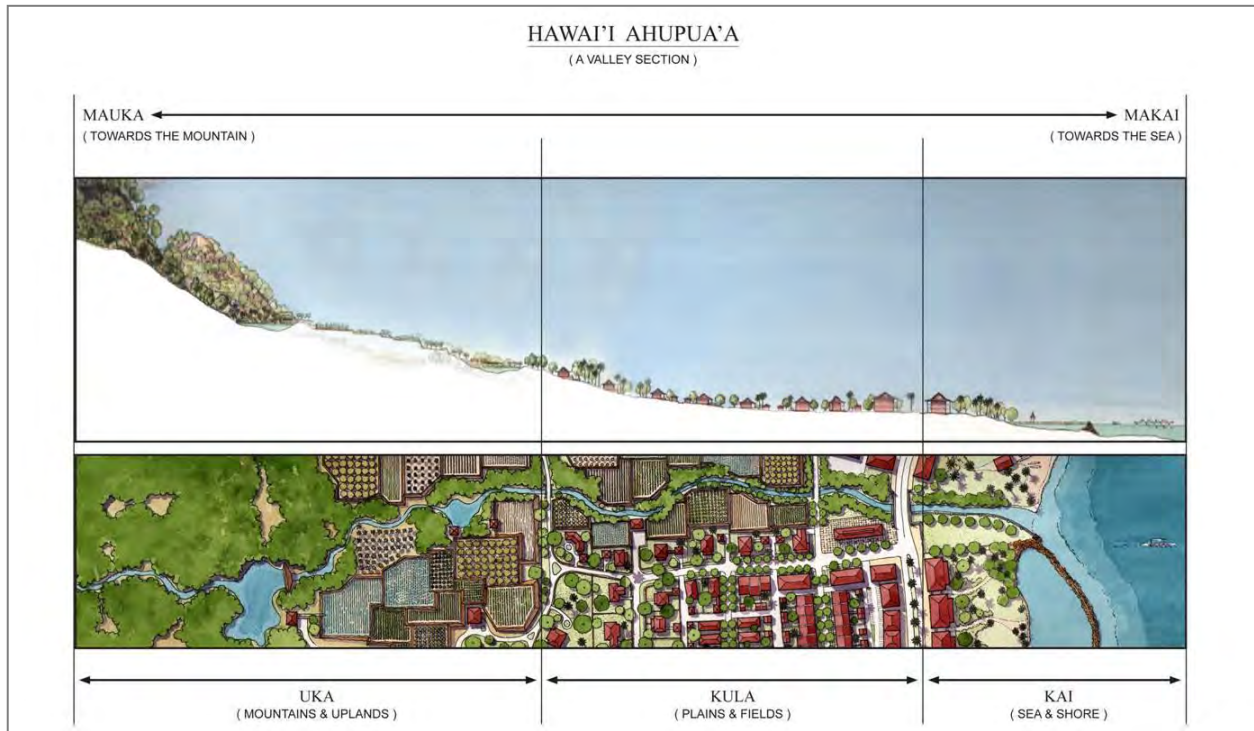 HAWAI'I AHUPUA'A
( A VALLEY SECTION )
MAUKA
( TOWARDS THE MOUNTAIN )
MAKAI
( TOWARDS THE SEA )
UKA
( MOUNTAINS & UPLANDS )
KULA
( PLAINS & FIELDS )
KAI
( SEA & SHORE )